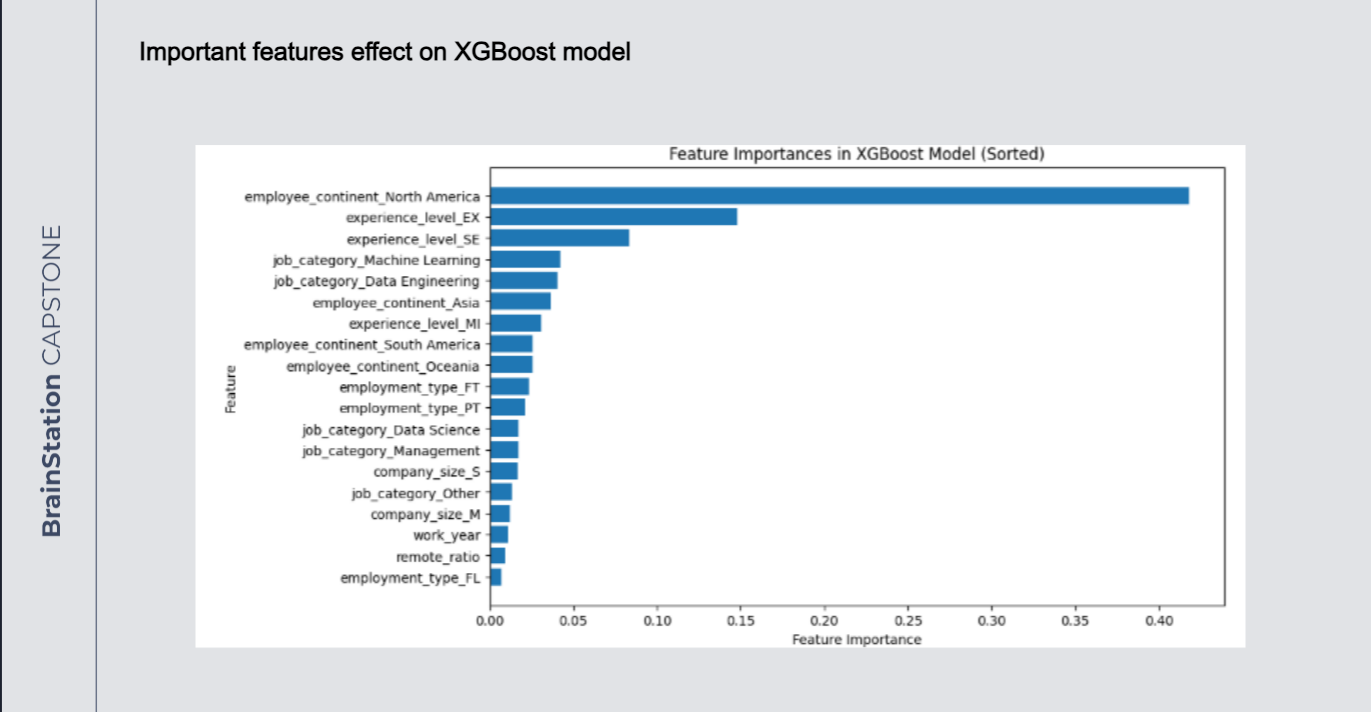 Important features effect on XGBoost model
BrainStation CAPSTONE
Feature Importances in XGBoost Model (Sorted)
Feature
employee_continent_North America
experience_level_EX
experience_level_SE
job_category_Machine Learning
job_category_Data Engineering
employee_continent_Asia
experience_level_MI
employee_continent_South America
employee_continent_Oceania
employment_type_FT
employment_type_PT
job_category_Data Science
job_category_Management
company_size_S
job_category_Other
company_size_M
work_year
remote_ratio
employment_type_FL
0.00 0.05 0.10 0.15 0.20 0.25 0.30 0.35 0.40
Feature Importance